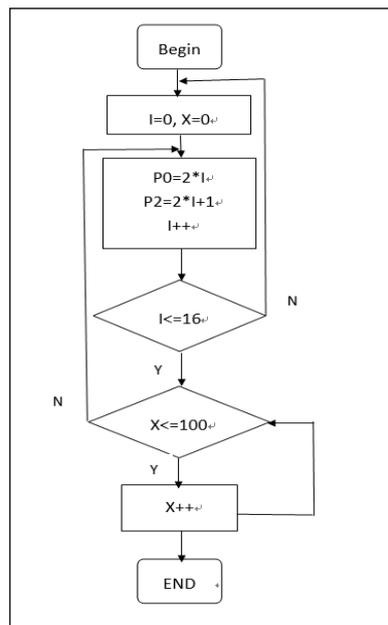 Begin
I=0, X=0
P0=2*I
P2=2*I+1
I++
I<=16
N
Y
N
X<=100
Y
X++
END